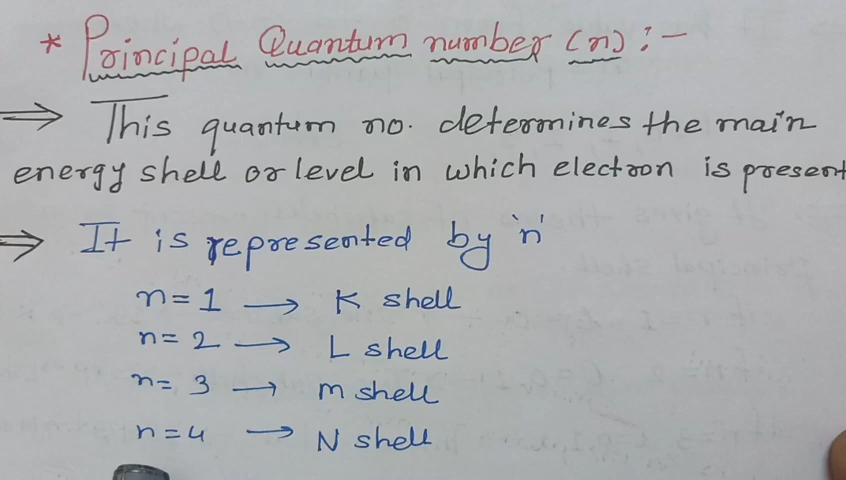 * Principal Quantum number (n) :-
⇒ This quantum no. determines the main
energy shell or level in which electron is present
⇒ It is represented by 'n'
n = 1 → K shell
n = 2 → L shell
n = 3 → M shell
n = 4 → N shell